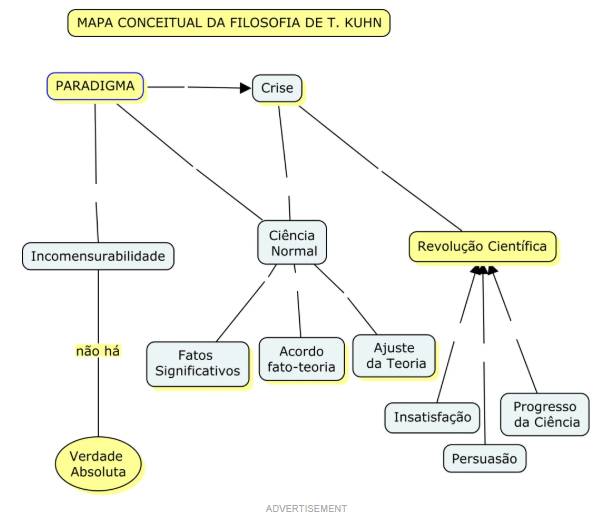 MAPA CONCEITUAL DA FILOSOFIA DE T. KUHN
PARADIGMA
Crise
Ciência
Normal
Revolução Científica
Incomensurabilidade
não há
Fatos
Significativos
Acordo
fato-teoria
Ajuste
da Teoria
Insatisfação
Progresso
da Ciência
Persuasão
Verdade
Absoluta
ADVERTISEMENT